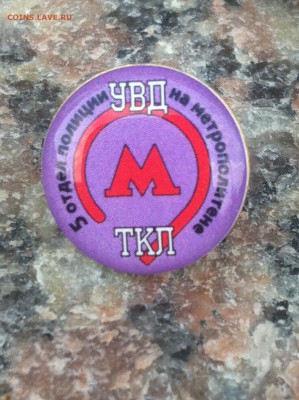 COINS.LAVE.RU
5 отдел полиции
УВД
на метрополитене
М
ТКЛ